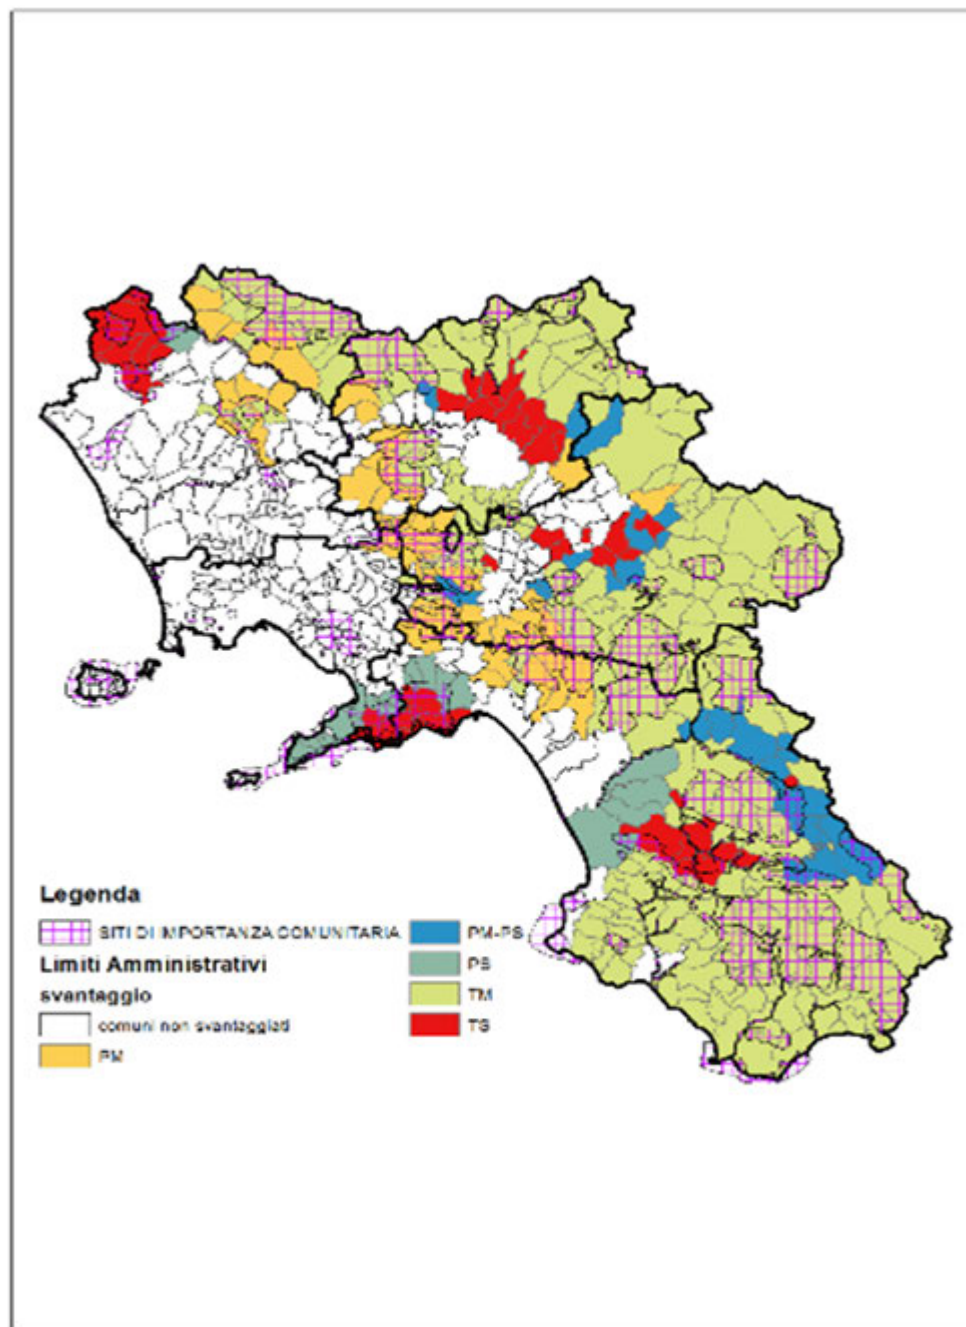 Legenda
SITI DI IMPORTANZA COMUNITARIA
Limiti Amministrativi
svantaggio
comuni non svantaggiati
PM
PM-PS
PS
TM
TS